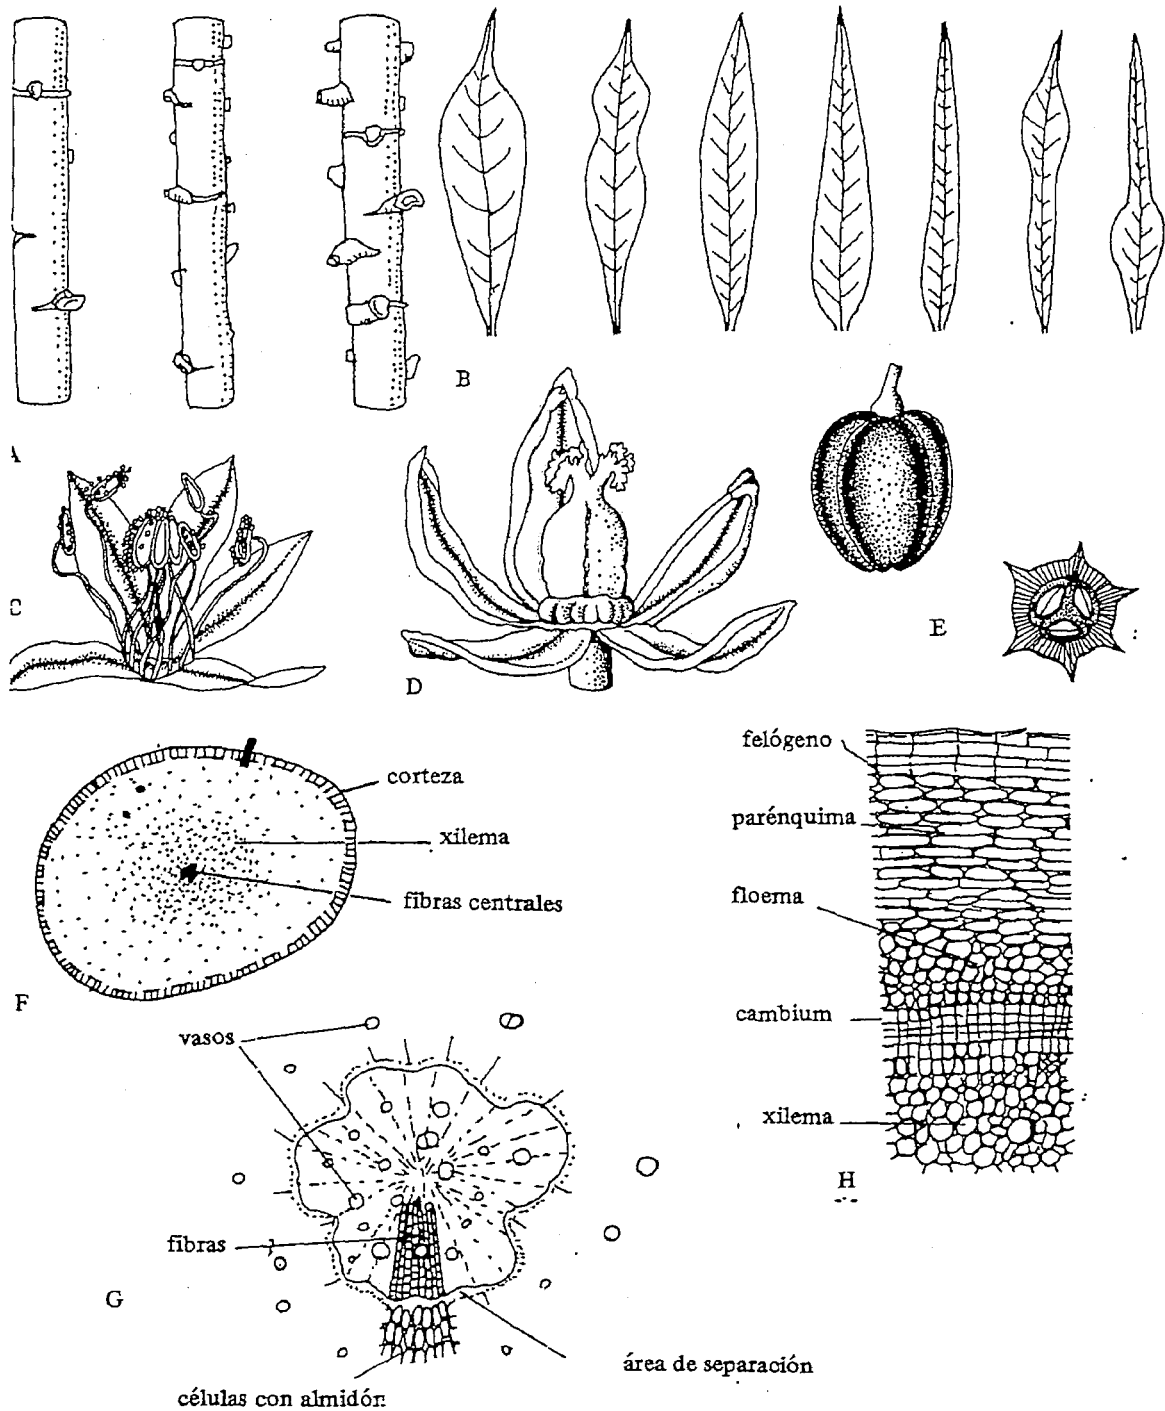 B
A
C
D
E
felógeno
corteza
parénquima
xilema
floema
fibras centrales
F
cambium
vasos
xilema
H
fibras
G
área de separación
células con almidón